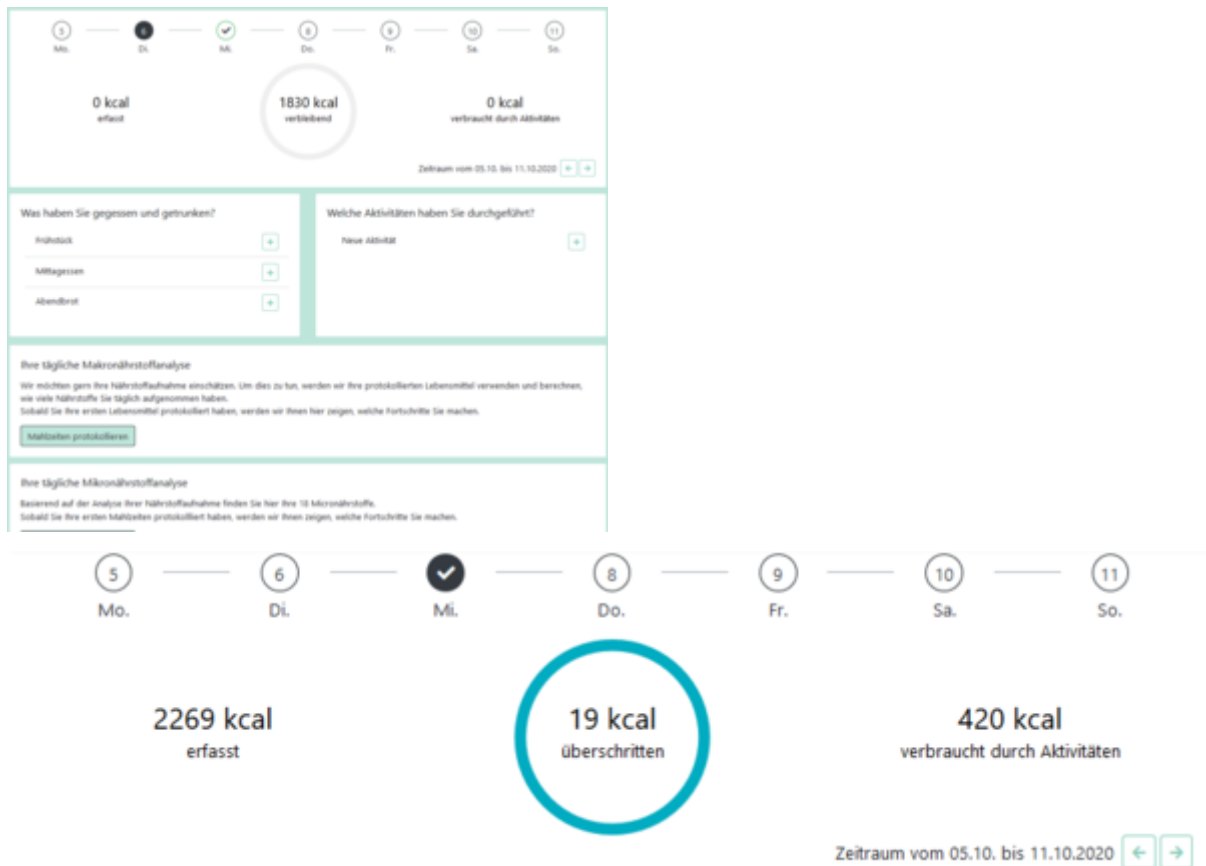 5 6 8 9 10 11
Mo. Di. Mi. Do. Fr. Sa. So.
0 kcal 1830 kcal 0 kcal
erfasst verbleibend verbraucht durch Aktivitäten
Zeitraum vom 05.10. bis 11.10.2020
Was haben Sie gegessen und getrunken?
Frühstück
Mittagessen
Abendbrot
Welche Aktivitäten haben Sie durchgeführt?
Neue Aktivität
Ihre tägliche Makronährstoffanalyse
Wir möchten gern Ihre Nährstoffaufnahme einschätzen. Um dies zu tun, werden wir Ihre protokollierten Lebensmittel verwenden und berechnen,
wie viele Nährstoffe Sie täglich aufgenommen haben.
Sobald Sie Ihre ersten Lebensmittel protokolliert haben, werden wir Ihnen hier zeigen, welche Fortschritte Sie machen.
Mahlzeiten protokollieren
Ihre tägliche Mikronährstoffanalyse
Basierend auf der Analyse Ihrer Nährstoffaufnahme finden Sie hier Ihre 18 Micronährstoffe.
Sobald Sie Ihre ersten Mahlzeiten protokolliert haben, werden wir Ihnen zeigen, welche Fortschritte Sie machen.
5 6 8 9 10 11
Mo. Di. Mi. Do. Fr. Sa. So.
2269 kcal 19 kcal 420 kcal
erfasst überschritten verbraucht durch Aktivitäten
Zeitraum vom 05.10. bis 11.10.2020